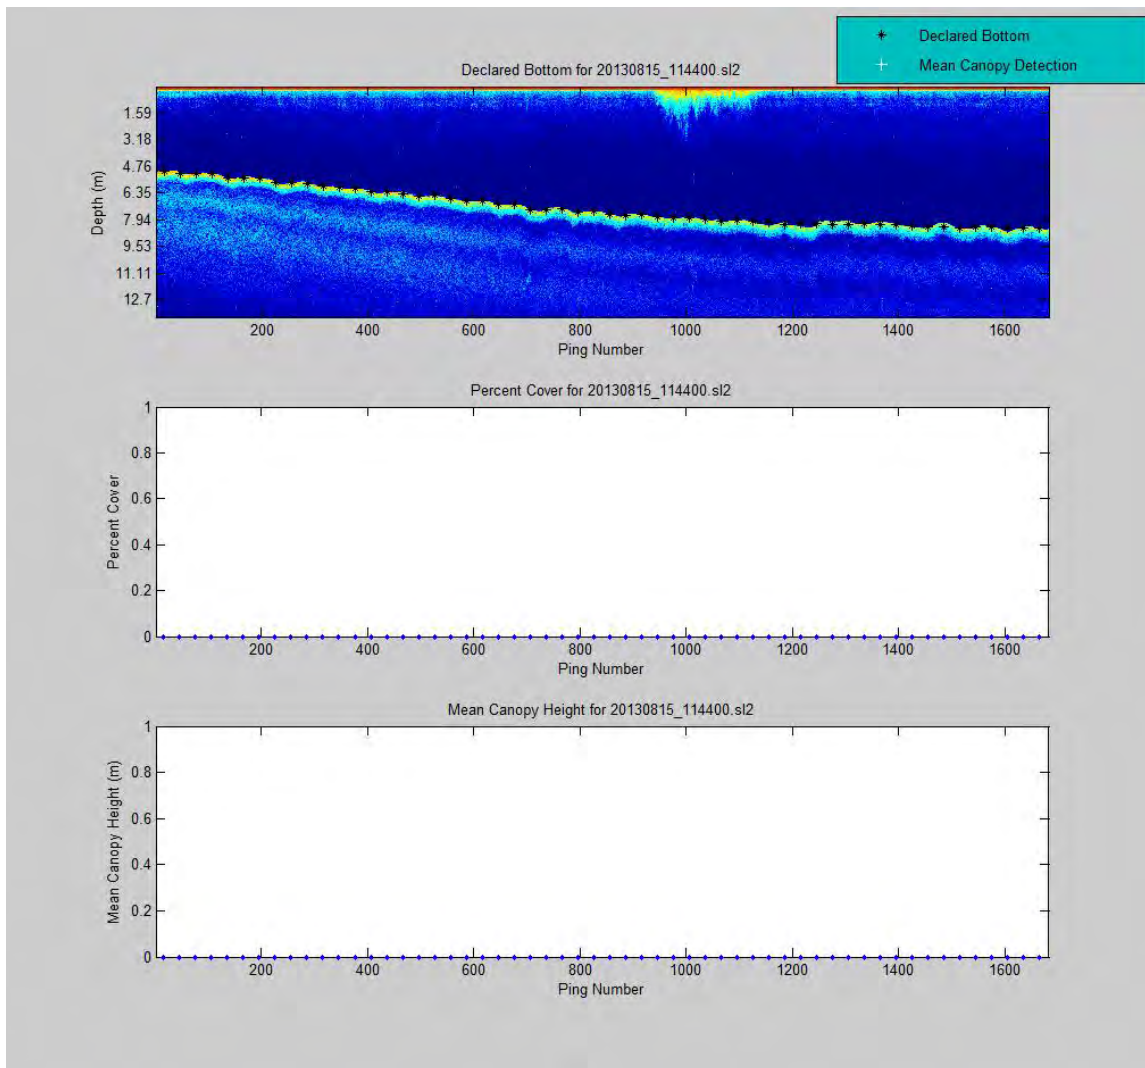 Declared Bottom
Mean Canopy Detection
Declared Bottom for 20130815_114400.sl2
1.59
3.18
4.76
6.35
7.94
9.53
11.11
12.7
Depth (m)
200 400 600 800 1000 1200 1400 1600
Ping Number
Percent Cover for 20130815_114400.sl2
1
0.8
0.6
0.4
0.2
0
Percent Cover
200 400 600 800 1000 1200 1400 1600
Ping Number
Mean Canopy Height for 20130815_114400.sl2
1
0.8
0.6
0.4
0.2
0
Mean Canopy Height (m)
200 400 600 800 1000 1200 1400 1600
Ping Number